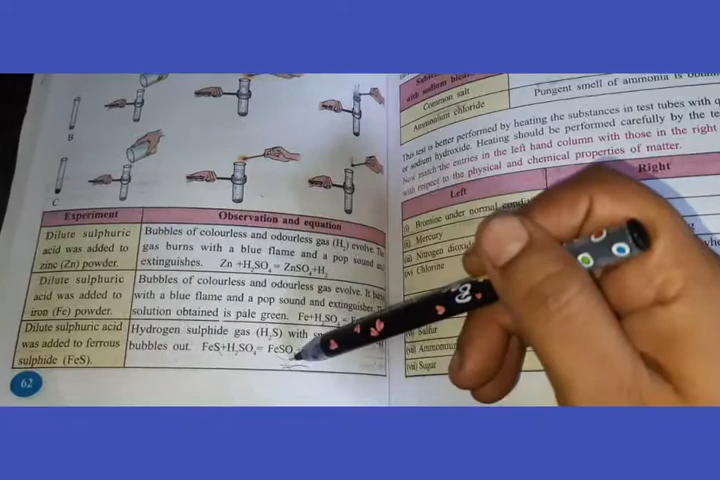 B
C
Experiment Observation and equation
Dilute sulphuric acid was added to zinc (Zn) powder.
Bubbles of colourless and odourless gas (H₂) evolve. The
gas burns with a blue flame and a pop sound and
extinguishes. Zn +H₂SO₄ = ZnSO₄+H₂
Dilute sulphuric acid was added to iron (Fe) powder.
Bubbles of colourless and odourless gas evolve. It burns
with a blue flame and a pop sound and extinguishes.
solution obtained is pale green. Fe+H₂SO₄ =
Dilute sulphuric acid was added to ferrous sulphide (FeS).
Hydrogen sulphide gas (H₂S) with
bubbles out. FeS+H₂SO₄= FeSO
62
with sodium
Common salt
Ammonium chloride
Pungent smell of ammonia is
This test is better performed by heating the substances in test tubes with
or sodium hydroxide. Heating should be performed carefully by the
Now match the entries in the left hand column with those in the right
with respect to the physical and chemical properties of matter.
Left Right
(i) Bromine under normal
(ii) Mercury
(iii) Nitrogen
(iv) Chlorine
(vii) Ammonium
(viii) Sugar